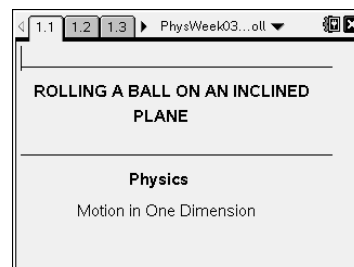 1.1 1.2 1.3 PhysWeek03...oll
ROLLING A BALL ON AN INCLINED
PLANE
Physics
Motion in One Dimension